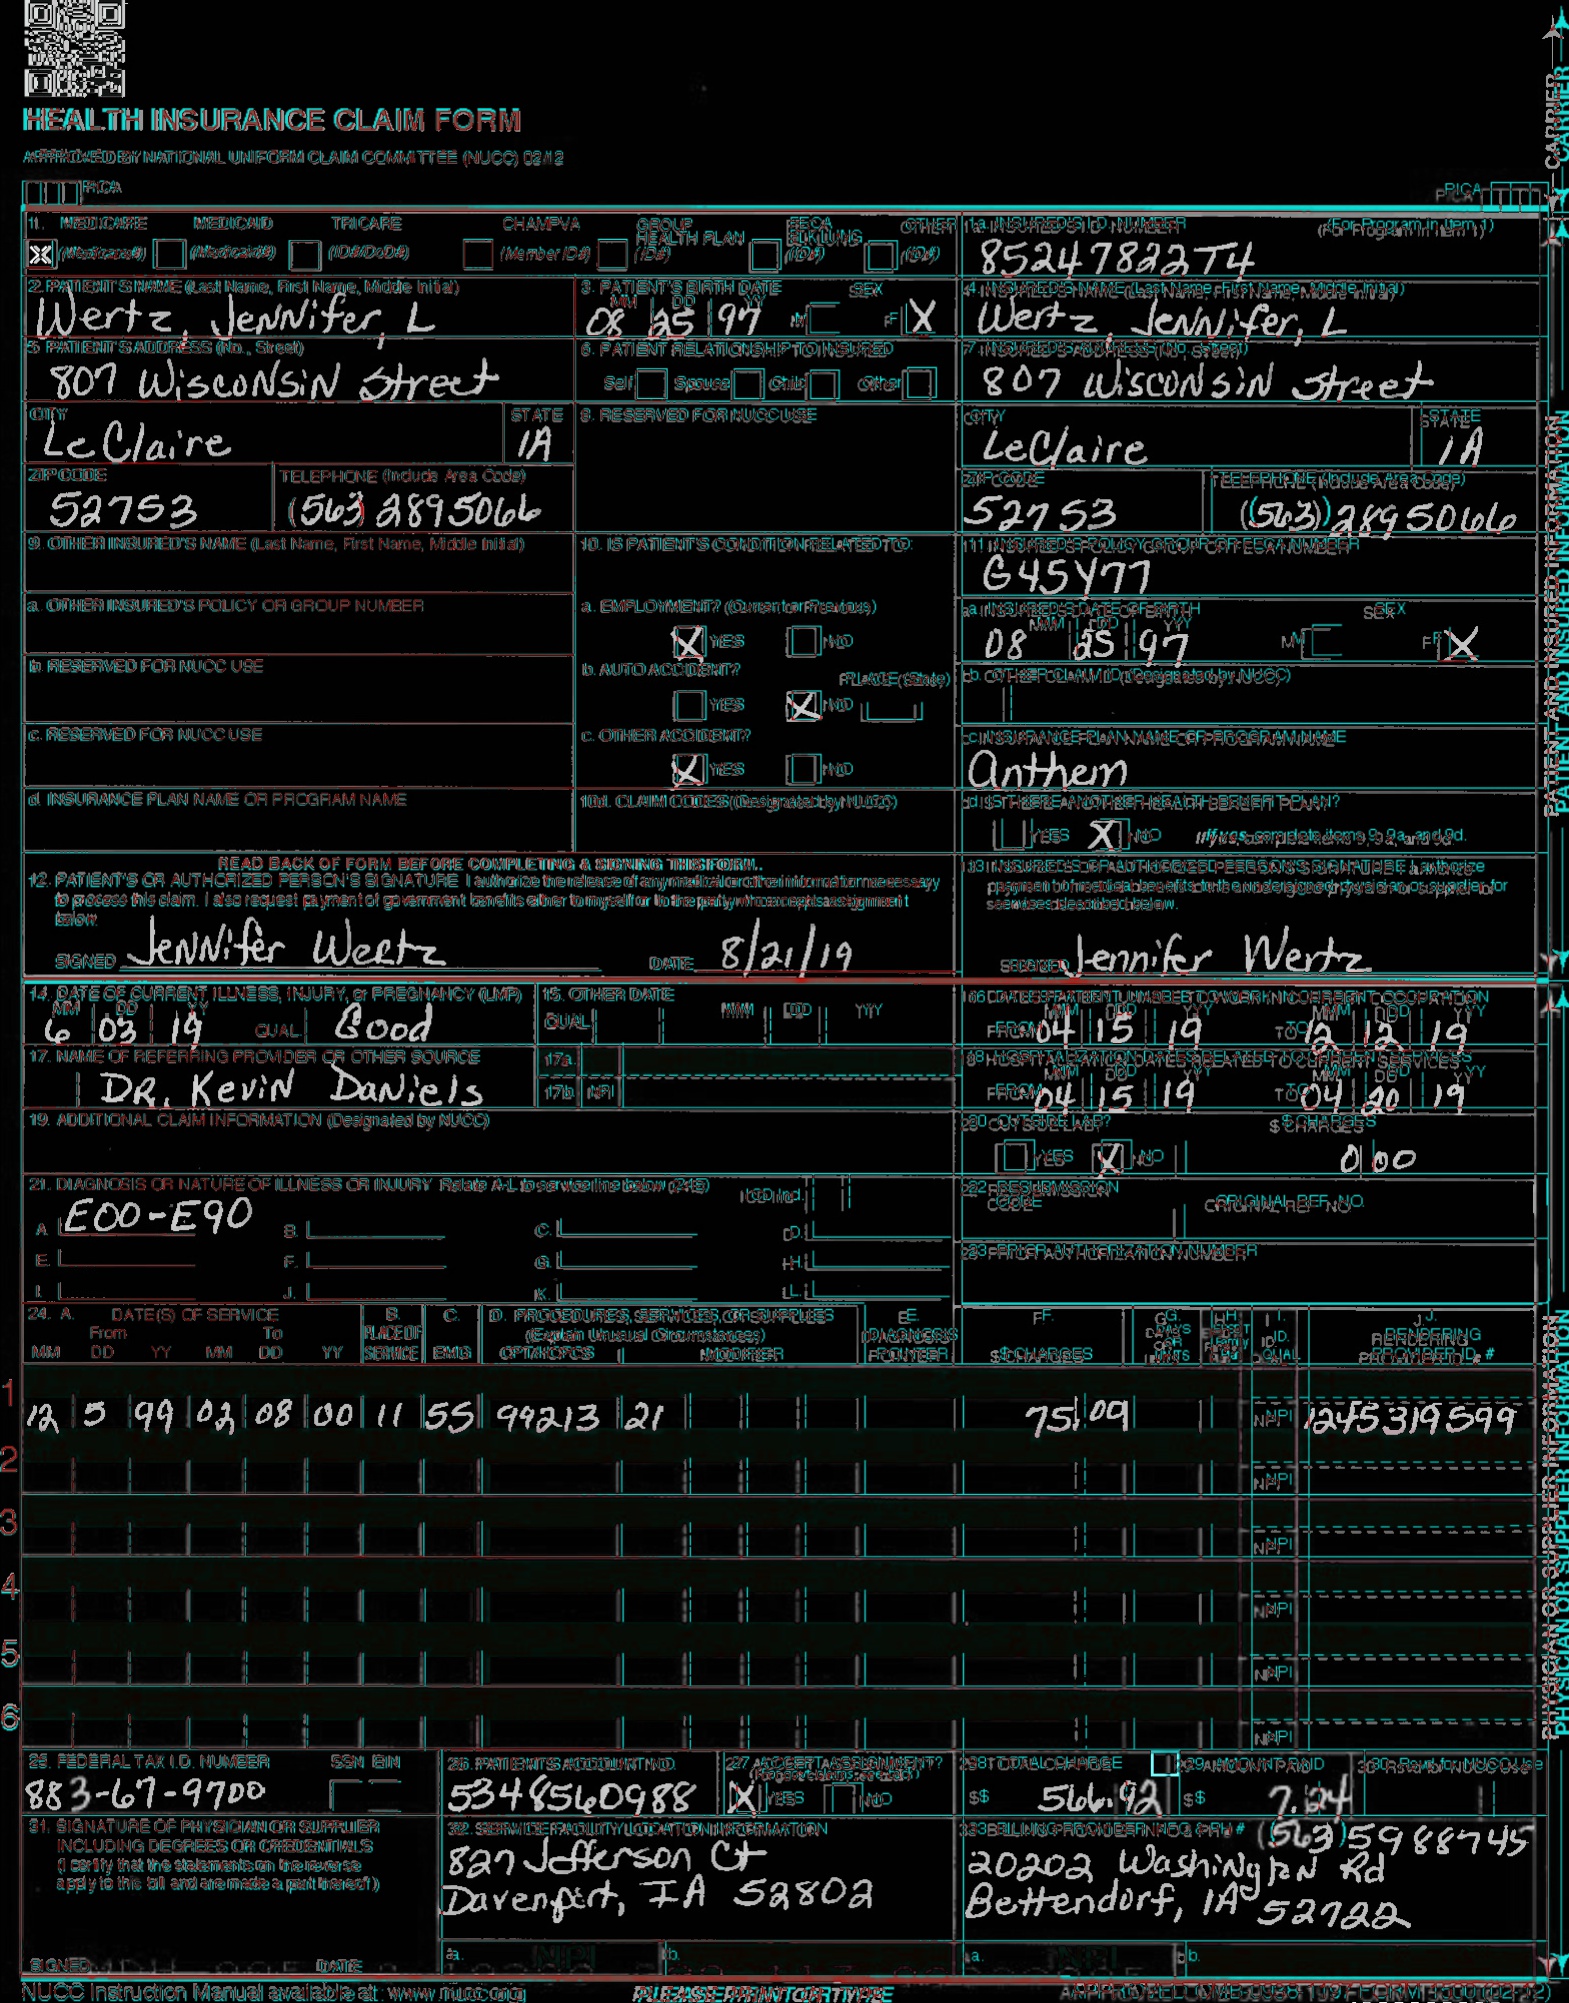 HEALTH INSURANCE CLAIM FORM
APPROVED BY NATIONAL UNIFORM CLAIM COMMITTEE (NUCC) 02/12
PICA PICA
CARRIER
1. MEDICARE MEDICAID TRICARE CHAMPVA GROUP HEALTH PLAN FECA BLK LUNG OTHER
(Medicare#) (Medicaid#) (ID#/DoD#) (Member ID#) (ID#) (ID#) (ID#)
1a. INSURED'S I.D. NUMBER (For Program in Item 1)
85247822T4
2. PATIENT'S NAME (Last Name, First Name, Middle Initial)
Wertz, Jennifer, L
3. PATIENT'S BIRTH DATE SEX
MM DD YY
08 25 97 M F X
4. INSURED'S NAME (Last Name, First Name, Middle Initial)
Wertz, Jennifer, L
5. PATIENT'S ADDRESS (No., Street)
807 Wisconsin Street
6. PATIENT RELATIONSHIP TO INSURED
Self Spouse Child Other
7. INSURED'S ADDRESS (No., Street)
807 Wisconsin Street
CITY STATE
LeClaire IA
8. RESERVED FOR NUCC USE
CITY STATE
LeClaire IA
ZIP CODE TELEPHONE (Include Area Code)
52753 (563) 2895066
ZIP CODE TELEPHONE (Include Area Code)
52753 (563) 2895066
9. OTHER INSURED'S NAME (Last Name, First Name, Middle Initial)
10. IS PATIENT'S CONDITION RELATED TO:
11. INSURED'S POLICY GROUP OR FECA NUMBER
G45Y77
a. OTHER INSURED'S POLICY OR GROUP NUMBER
a. EMPLOYMENT? (Current or Previous)
X YES NO
a. INSURED'S DATE OF BIRTH SEX
MM DD YY
08 25 97 M F X
b. RESERVED FOR NUCC USE
b. AUTO ACCIDENT? PLACE (State)
YES X NO
b. OTHER CLAIM ID (Designated by NUCC)
c. RESERVED FOR NUCC USE
c. OTHER ACCIDENT?
X YES NO
c. INSURANCE PLAN NAME OR PROGRAM NAME
Anthem
d. INSURANCE PLAN NAME OR PROGRAM NAME
10d. CLAIM CODES (Designated by NUCC)
d. IS THERE ANOTHER HEALTH BENEFIT PLAN?
YES X NO If yes, complete items 9, 9a, and 9d.
READ BACK OF FORM BEFORE COMPLETING & SIGNING THIS FORM.
12. PATIENT'S OR AUTHORIZED PERSON'S SIGNATURE I authorize the release of any medical or other information necessary
to process this claim. I also request payment of government benefits either to myself or to the party who accepts assignment
below.
SIGNED Jennifer Wertz DATE 8/21/19
13. INSURED'S OR AUTHORIZED PERSON'S SIGNATURE I authorize
payment of medical benefits to the undersigned physician or supplier for
services described below.
SIGNED Jennifer Wertz
PATIENT AND INSURED INFORMATION
14. DATE OF CURRENT ILLNESS, INJURY, or PREGNANCY (LMP)
MM DD YY
6 03 19 QUAL. Good
15. OTHER DATE
QUAL. MM DD YY
16. DATES PATIENT UNABLE TO WORK IN CURRENT OCCUPATION
MM DD YY MM DD YY
FROM 04 15 19 TO 12 12 19
17. NAME OF REFERRING PROVIDER OR OTHER SOURCE
DR. Kevin Daniels
17a.
17b. NPI
18. HOSPITALIZATION DATES RELATED TO CURRENT SERVICES
MM DD YY MM DD YY
FROM 04 15 19 TO 04 20 19
19. ADDITIONAL CLAIM INFORMATION (Designated by NUCC)
20. OUTSIDE LAB? $ CHARGES
YES X NO 0 00
21. DIAGNOSIS OR NATURE OF ILLNESS OR INJURY Relate A-L to service line below (24E) ICD Ind.
A. E00-E90 B. C. D.
E. F. G. H.
I. J. K. L.
22. RESUBMISSION CODE ORIGINAL REF. NO.
23. PRIOR AUTHORIZATION NUMBER
24. A. DATE(S) OF SERVICE B. C. D. PROCEDURES, SERVICES, OR SUPPLIES E. F. G. H. I. J.
From To PLACE OF (Explain Unusual Circumstances) DIAGNOSIS DAYS OR ID. RENDERING
MM DD YY MM DD YY SERVICE EMG CPT/HCPCS MODIFIER POINTER $ CHARGES UNITS QUAL. PROVIDER ID. #
1
12 5 99 02 08 00 11 55 99213 21 75 09 NPI 1245319599
2 NPI
3 NPI
4 NPI
5 NPI
6 NPI
25. FEDERAL TAX I.D. NUMBER SSN EIN
883-67-9700
26. PATIENT'S ACCOUNT NO.
5348560988
27. ACCEPT ASSIGNMENT?
X YES NO
28. TOTAL CHARGE
$ 566.92
29. AMOUNT PAID
$
30. Rsvd for NUCC Use
31. SIGNATURE OF PHYSICIAN OR SUPPLIER
INCLUDING DEGREES OR CREDENTIALS
(I certify that the statements on the reverse
apply to this bill and are made a part thereof.)
SIGNED DATE
32. SERVICE FACILITY LOCATION INFORMATION
827 Jefferson Ct
Davenport, IA 52802
a. b.
33. BILLING PROVIDER INFO & PH # (563) 5988745
20202 Washington Rd
Bettendorf, IA 52722
a. b.
PHYSICIAN OR SUPPLIER INFORMATION
NUCC Instruction Manual available at: www.nucc.org
PLEASE PRINT OR TYPE